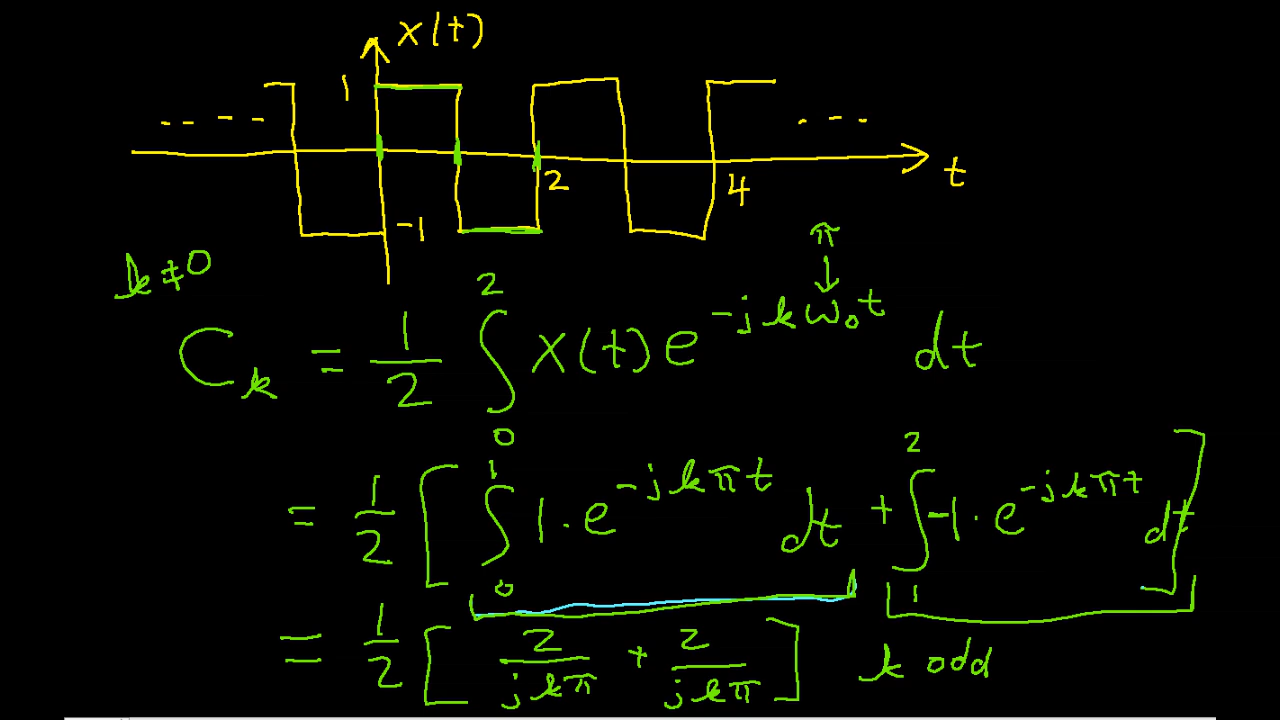 x(t)
1
- - - -
...
2
4
t
-1
π
↓
k≠0
C_k = 1/2 ∫_0^2 x(t) e^{-jkω₀t} dt
= 1/2 [ ∫_0^1 1·e^{-jkπt} dt + ∫_1^2 -1·e^{-jkπt} dt ]
= 1/2 [ 2/(jkπ) + 2/(jkπ) ] k odd